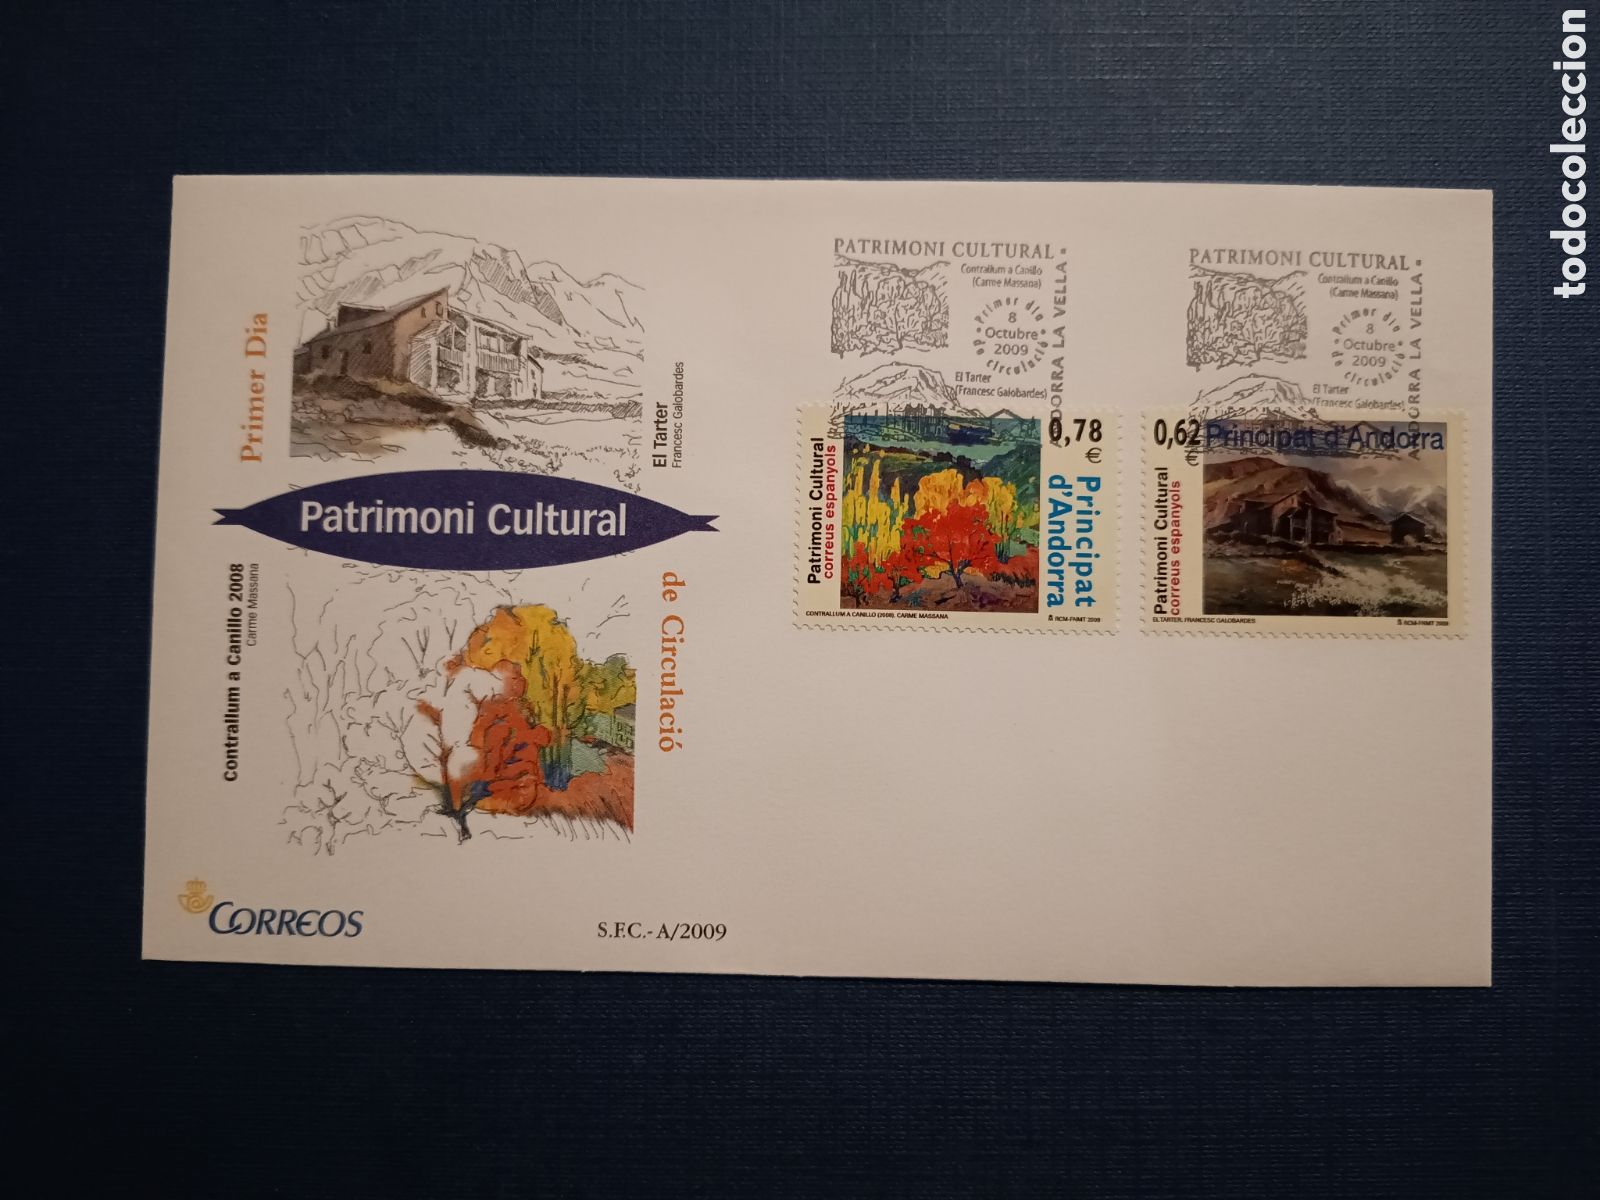 todocoleccion
Primer Dia
El Tarter
Francesc Galobardes
Patrimoni Cultural
Contrallum a Canillo 2008
Carme Massana
de Circulació
CORREOS
S.F.C.- A/2009
PATRIMONI CULTURAL
Contrallum a Canillo
(Carme Massana)
Primer dia
8
Octubre
2009
de circulació
El Tarter
(Francesc Galobardes)
ANDORRA LA VELLA
PATRIMONI CULTURAL
Contrallum a Canillo
(Carme Massana)
Primer dia
8
Octubre
2009
de circulació
El Tarter
(Francesc Galobardes)
ANDORRA LA VELLA
0,78
€
Patrimoni Cultural
correus espanyols
Principat
d'Andorra
CONTRALLUM A CANILLO (2008). CARME MASSANA
RCM-FNMT 2009
0,62
€
Principat d'Andorra
Patrimoni Cultural
correus espanyols
EL TARTER. FRANCESC GALOBARDES
RCM-FNMT 2009